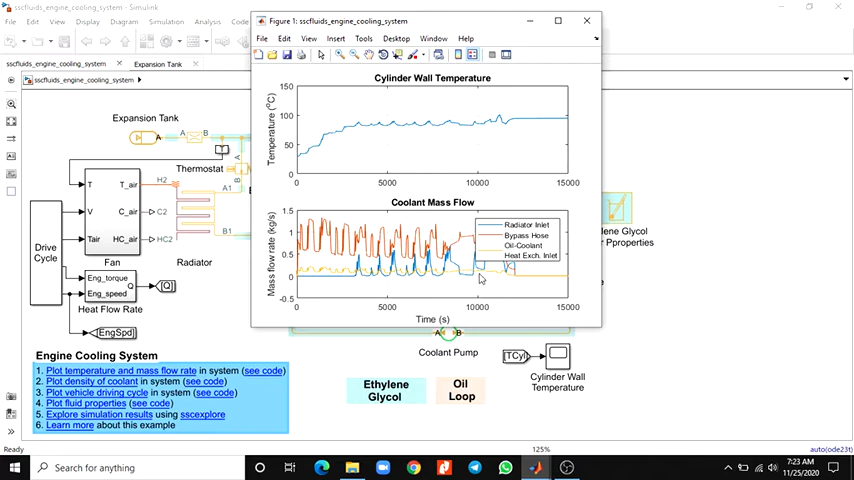 sscfluids_engine_cooling_system - Simulink
Figure 1: sscfluids_engine_cooling_system
File Edit View Display Diagram Simulation Analysis
File Edit View Insert Tools Desktop Window Help
sscfluids_engine_cooling_system
Expansion Tank
sscfluids_engine_cooling_system
Cylinder Wall Temperature
Temperature (°C)
150
100
50
0
0 5000 10000 15000
Coolant Mass Flow
Mass flow rate (kg/s)
1.5
1
0.5
0
-0.5
0 5000 10000 15000
Time (s)
Radiator Inlet
Bypass Hose
Oil-Coolant
Heat Exch. Inlet
Expansion Tank
A
A B
Thermostat
A
B
H2
T T_air
V C_air
C2
Tair HC_air
HC2
A1
B1
Drive
Cycle
Fan
Radiator
Eng_torque
Q
Eng_speed
[Q]
Heat Flow Rate
[EngSpd]
A B
Coolant Pump
[TCyl]
Cylinder Wall
Temperature
Ethylene
Glycol
Oil
Loop
lene Glycol
r Pproperties
Engine Cooling System
1. Plot temperature and mass flow rate in system (see code)
2. Plot density of coolant in system (see code)
3. Plot vehicle driving cycle in system (see code)
4. Plot fluid properties (see code)
5. Explore simulation results using sscexplore
6. Learn more about this example
Ready
125%
auto(ode23t)
Search for anything
7:23 AM
11/25/2020